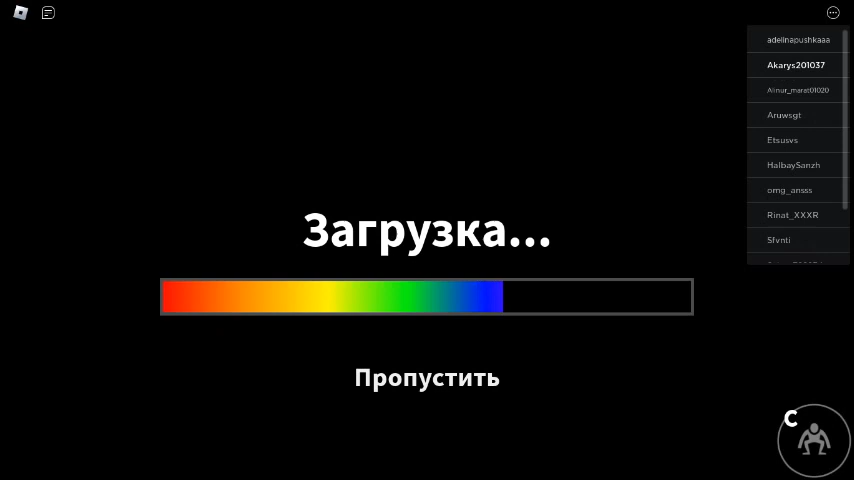 adelinapushkaaa
Akarys201037
Alinur_marat01020
Aruwsgt
Etsusvs
HalbaySanzh
omg_ansss
Rinat_XXXR
Sfvnti
Загрузка...
Пропустить
C